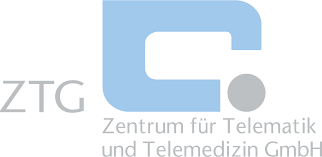 ZTG
Zentrum für Telematik
und Telemedizin GmbH